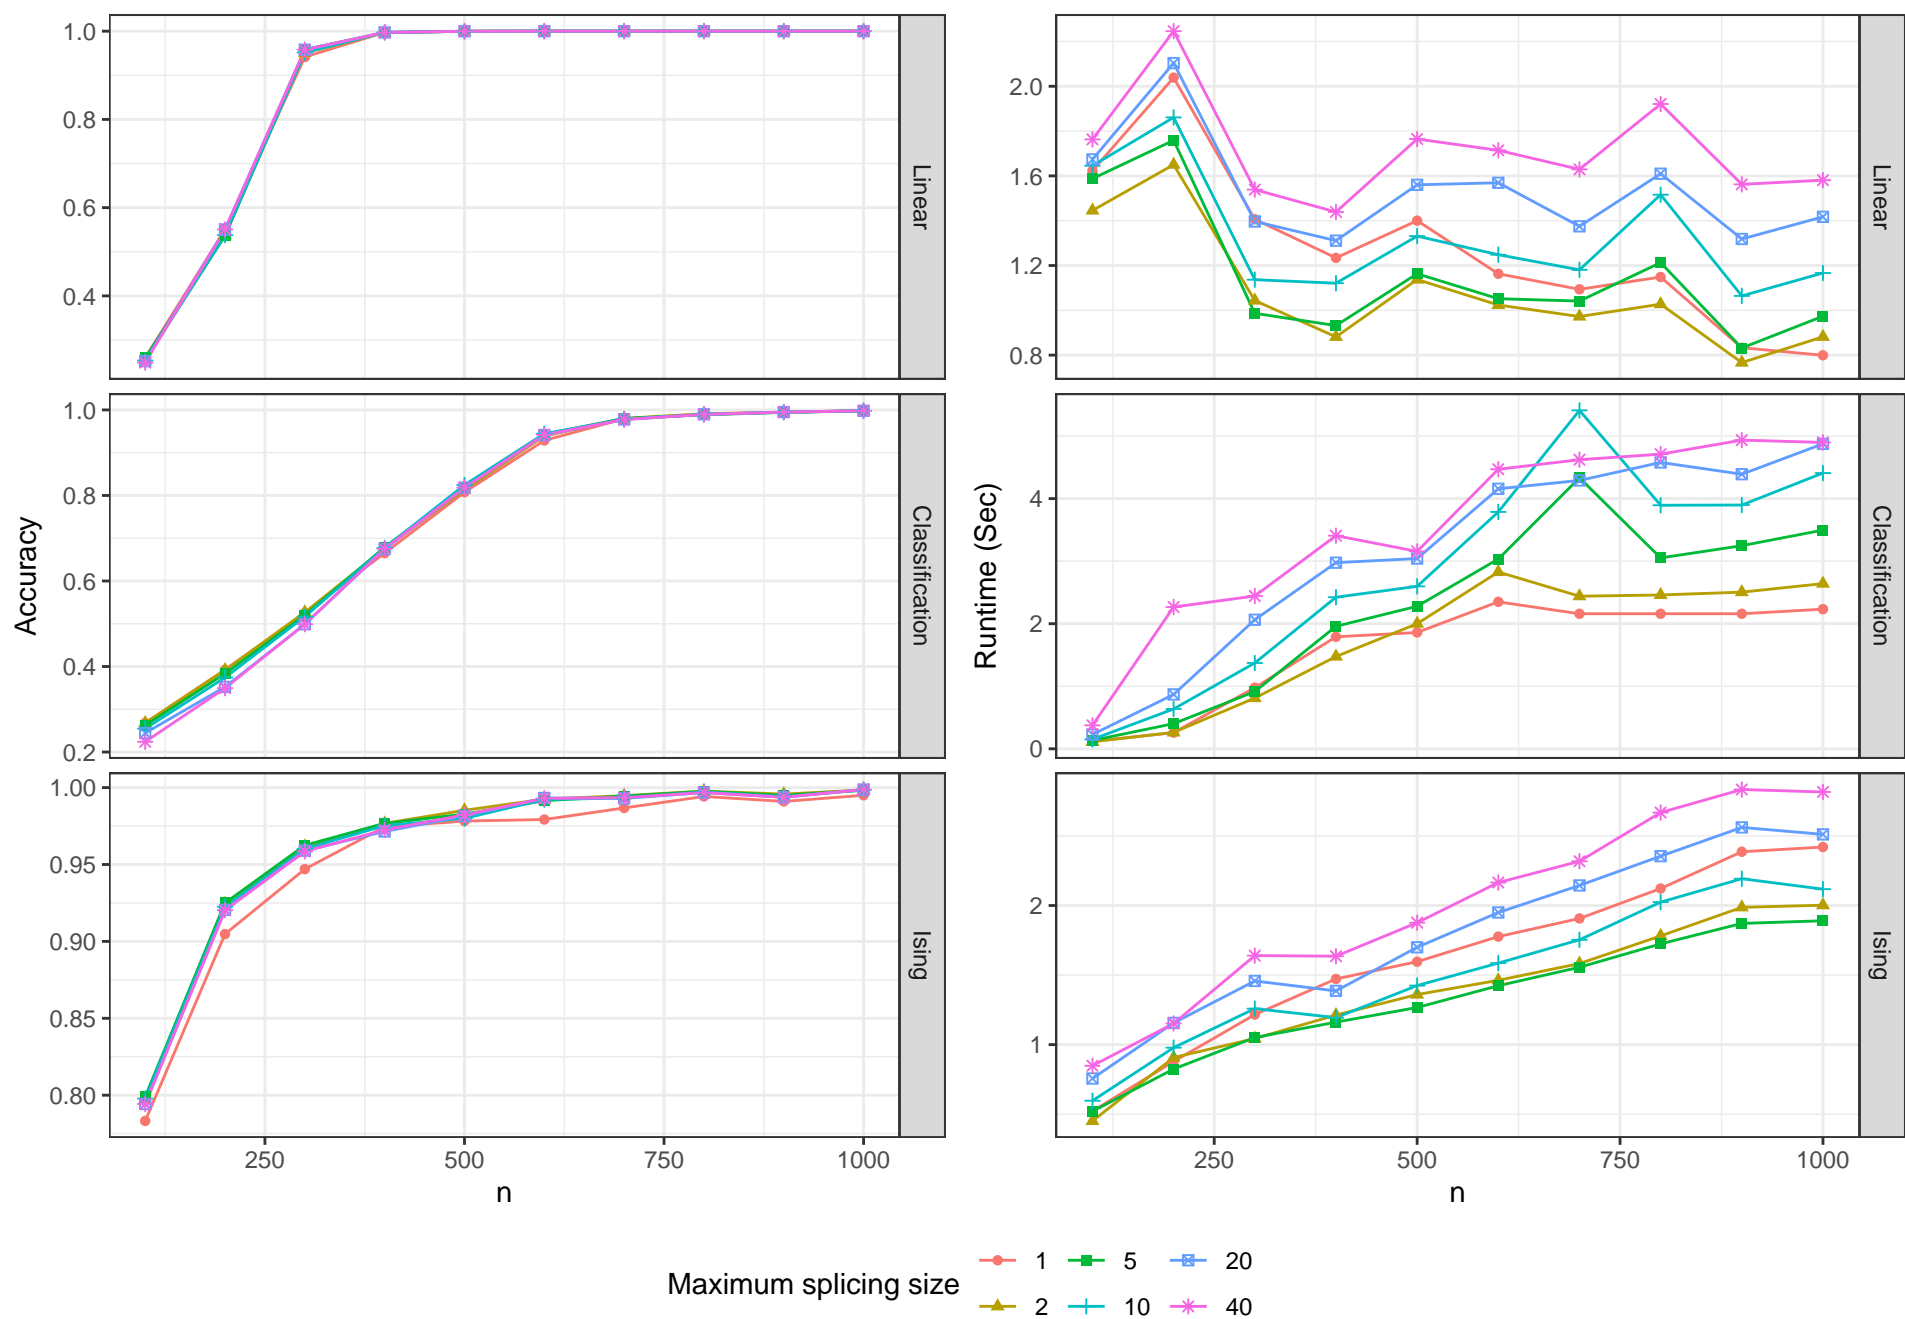 Accuracy
1.0
0.8
0.6
0.4
Linear
1.0
0.8
0.6
0.4
0.2
Classification
1.00
0.95
0.90
0.85
0.80
Ising
250 500 750 1000
n
Runtime (Sec)
2.0
1.6
1.2
0.8
Linear
4
2
0
Classification
2
1
Ising
250 500 750 1000
n
Maximum splicing size
1 5 20
2 10 40